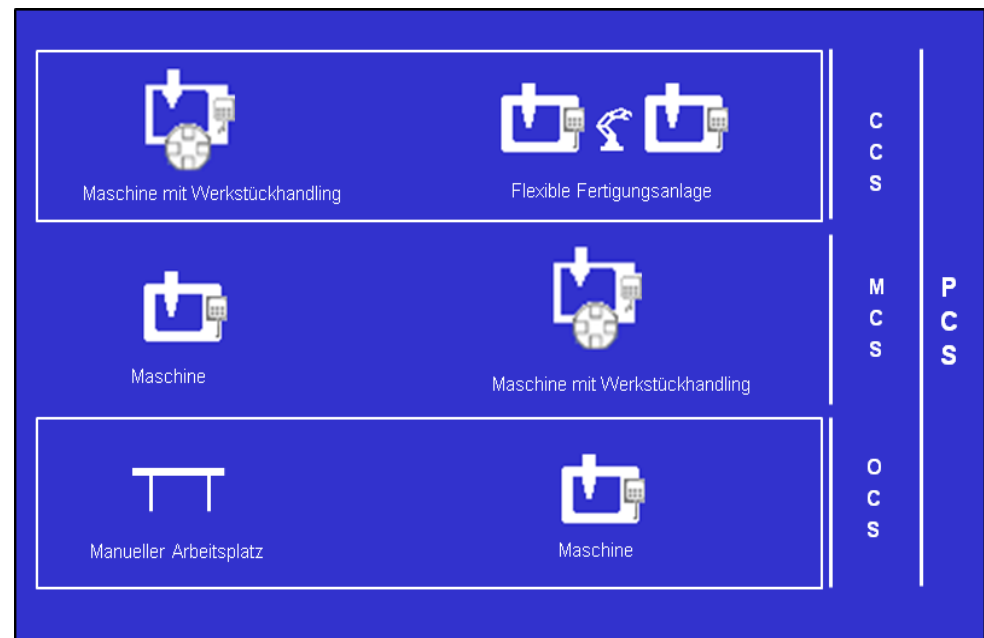 Maschine mit Werkstückhandling
Flexible Fertigungsanlage
C
C
S
Maschine
Maschine mit Werkstückhandling
M
C
S
P
C
S
Manueller Arbeitsplatz
Maschine
O
C
S